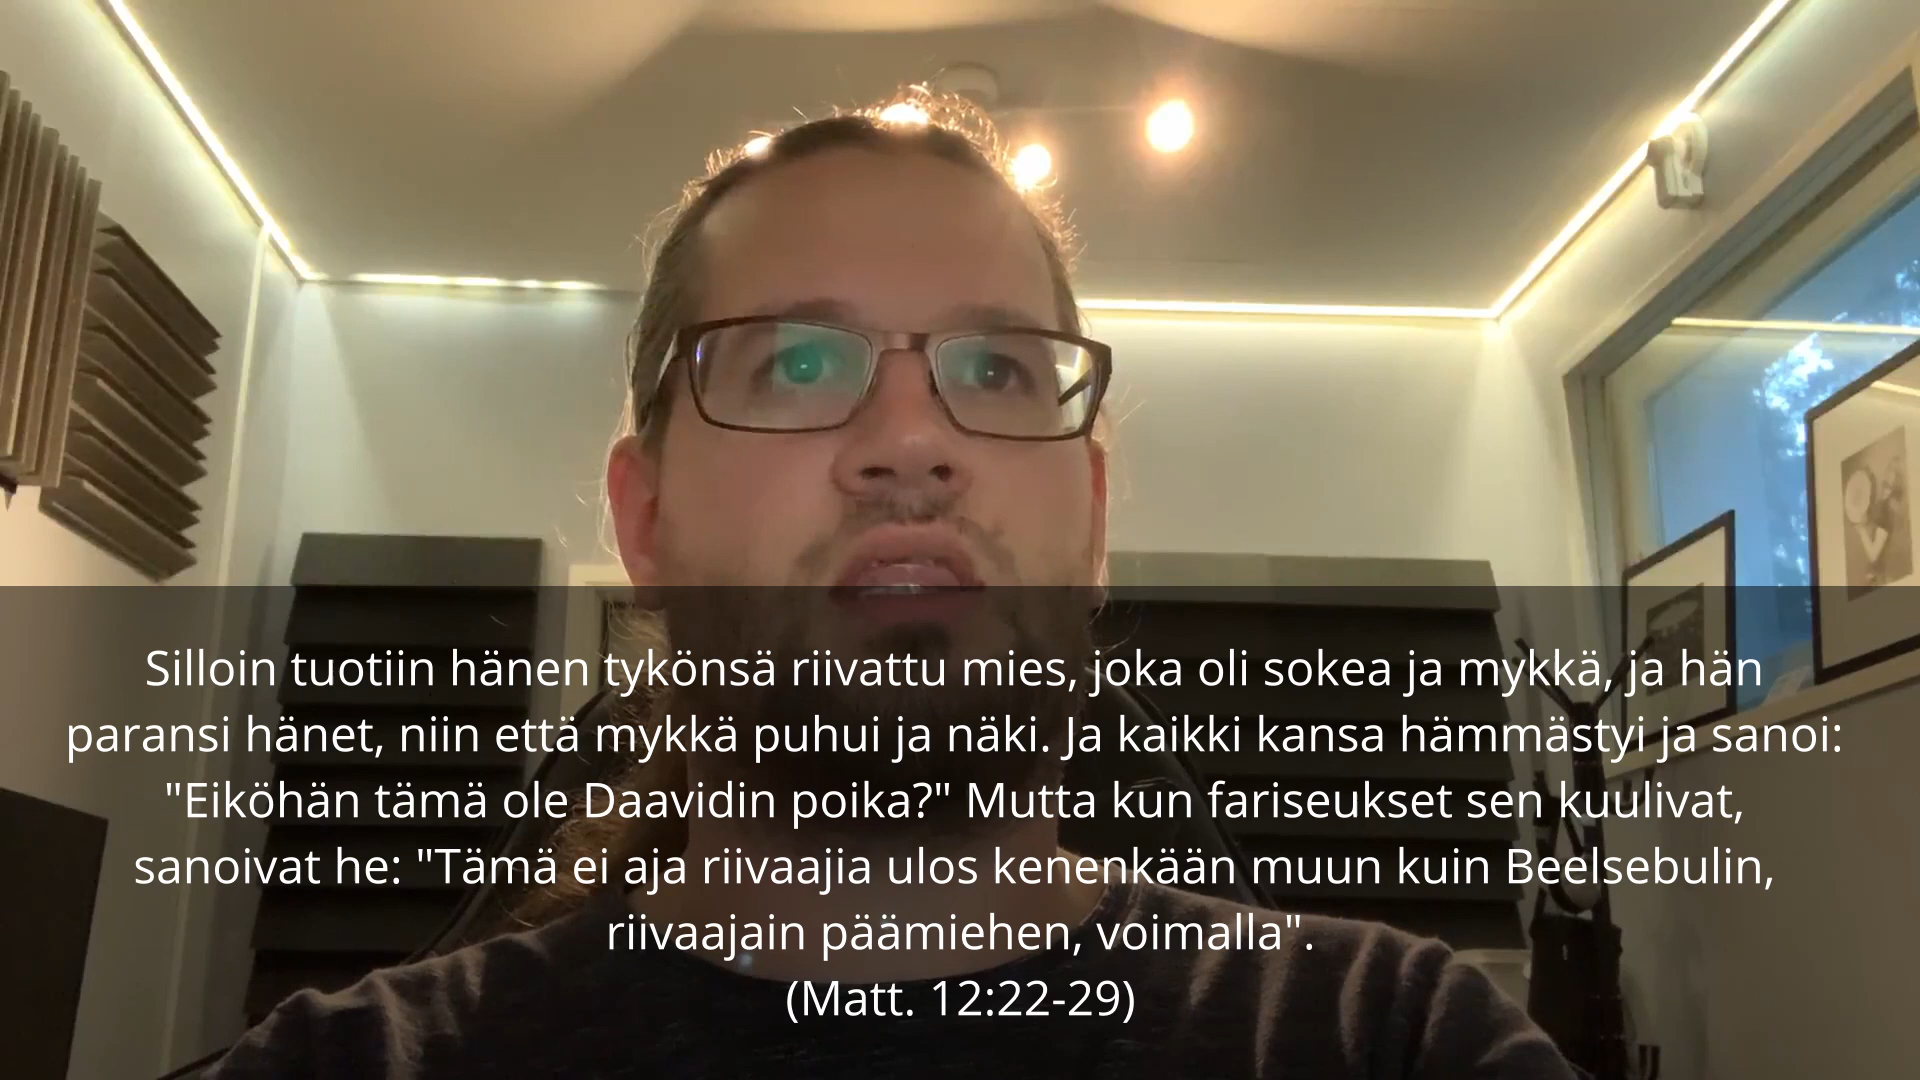 Silloin tuotiin hänen tykönsä riivattu mies, joka oli sokea ja mykkä, ja hän
paransi hänet, niin että mykkä puhui ja näki. Ja kaikki kansa hämmästyi ja sanoi:
"Eiköhän tämä ole Daavidin poika?" Mutta kun fariseukset sen kuulivat,
sanoivat he: "Tämä ei aja riivaajia ulos kenenkään muun kuin Beelsebulin,
riivaajain päämiehen, voimalla".
(Matt. 12:22-29)